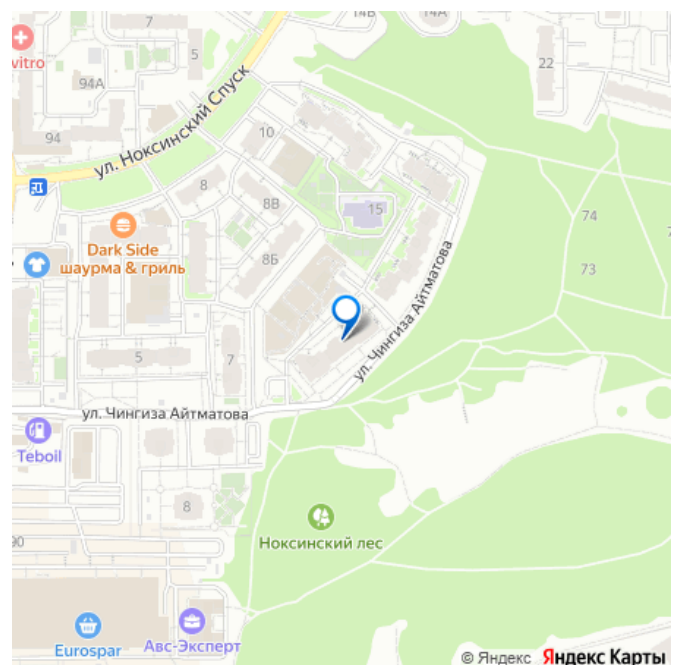 14В
14А
7
vitro
5
22
94А
ул. Ноксинский Спуск
94
10
8
8В
15
74
Dark Side
шаурма & гриль
8Б
73
5
7
ул. Чингиза Айтматова
ул. Чингиза Айтматова
Teboil
8
90
Ноксинский лес
Eurospar
Авс-Эксперт
© Яндекс Яндекс Карты